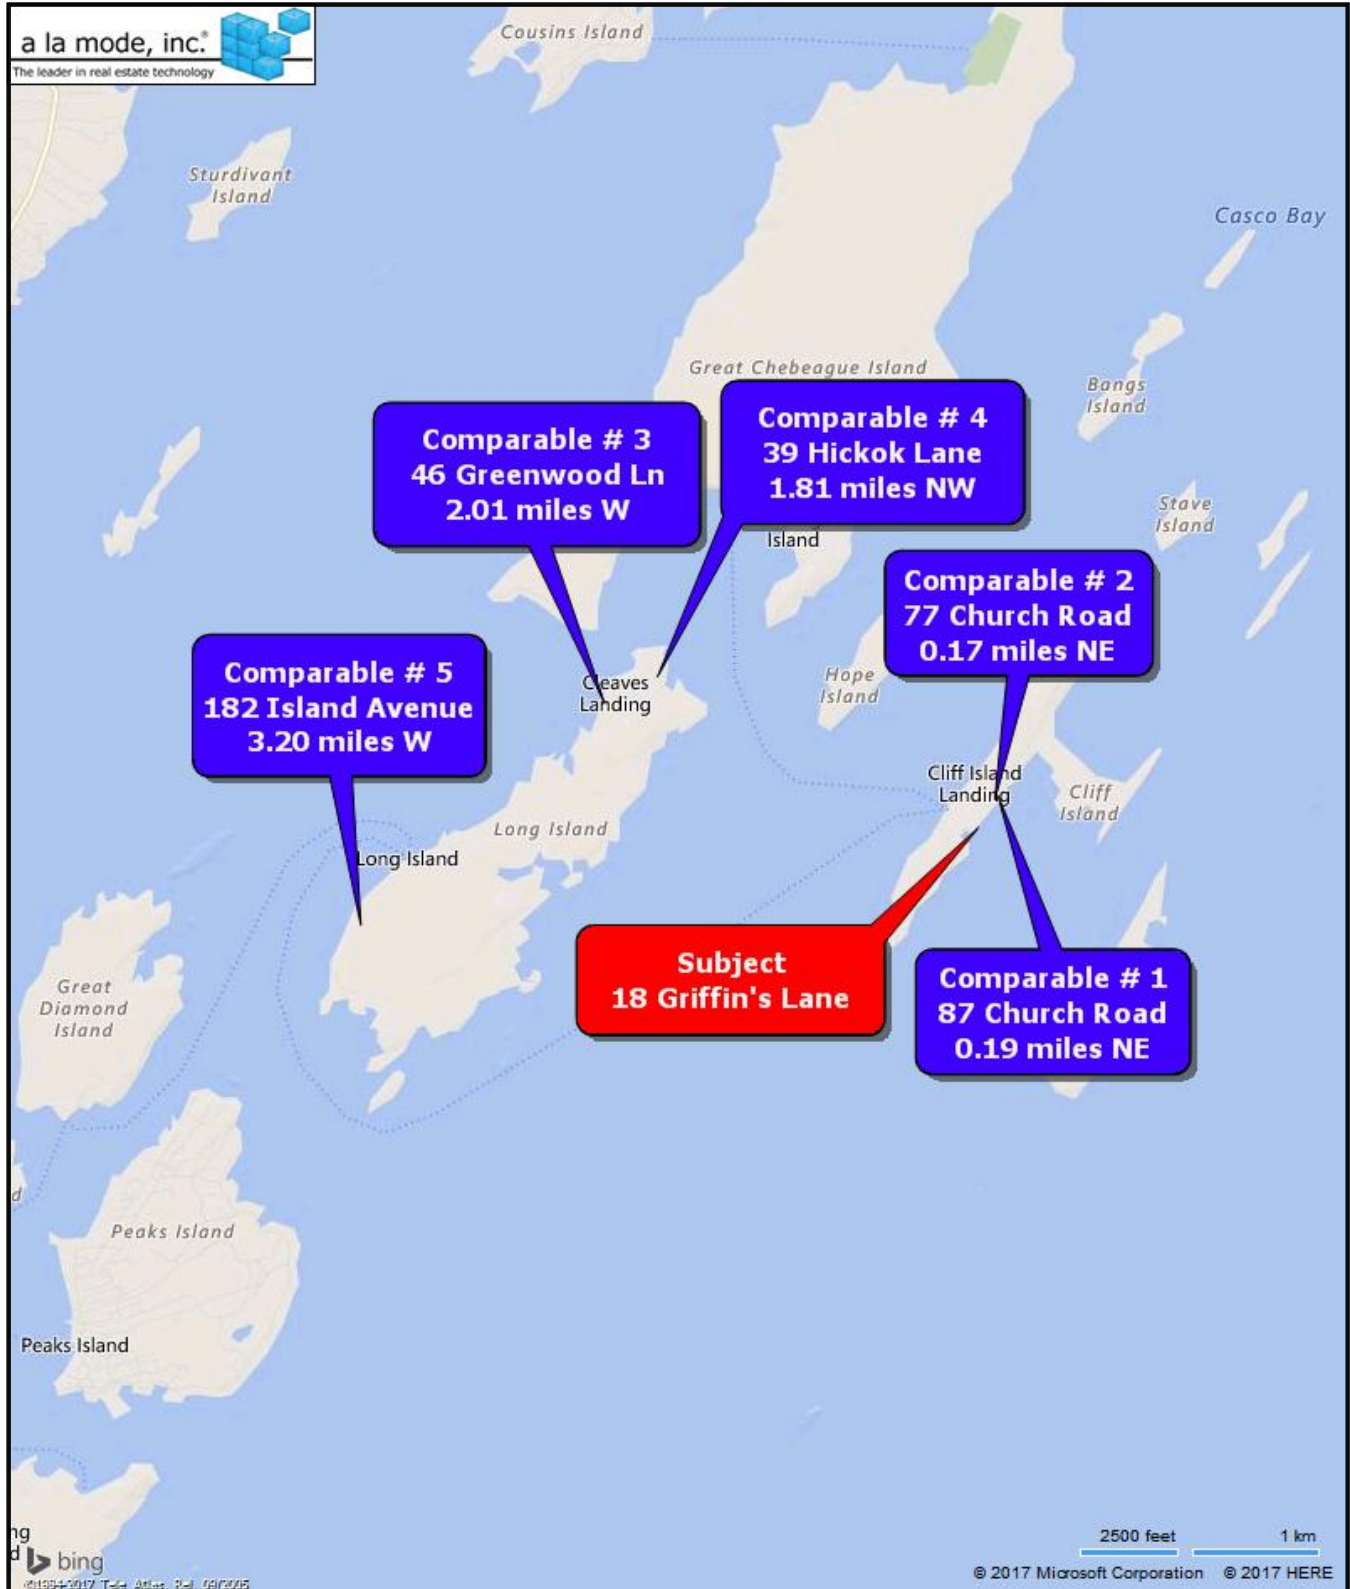 a la mode, inc.®
The leader in real estate technology
Cousins Island
Sturdivant
Island
Casco Bay
Great Chebeague Island
Bangs
Island
Comparable # 3
46 Greenwood Ln
2.01 miles W
Comparable # 4
39 Hickok Lane
1.81 miles NW
Stave
Island
Island
Comparable # 2
77 Church Road
0.17 miles NE
Comparable # 5
182 Island Avenue
3.20 miles W
Cleaves
Landing
Hope
Island
Cliff Island
Landing
Cliff
Island
Long Island
Long Island
Subject
18 Griffin's Lane
Comparable # 1
87 Church Road
0.19 miles NE
Great
Diamond
Island
Peaks Island
Peaks Island
ng
d
bing
2500 feet
1 km
© 2017 Microsoft Corporation © 2017 HERE